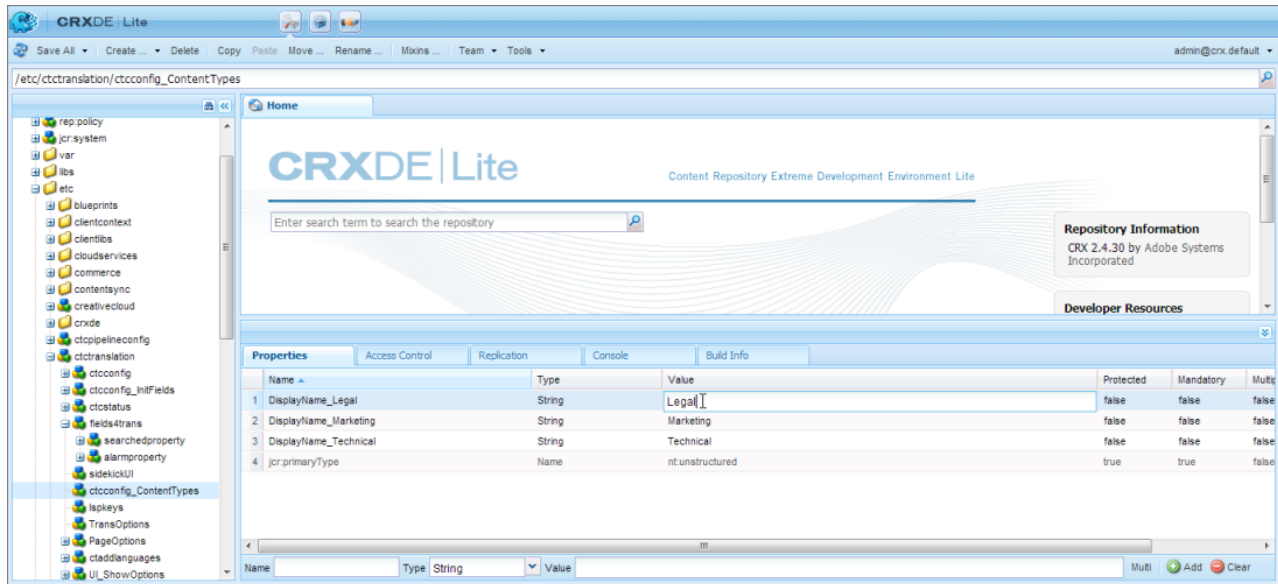 CRXDE | Lite
Save All Create ... Delete Copy Paste Move ... Rename ... Mixins ... Team Tools admin@crx.default
/etc/ctctranslation/ctcconfig_ContentTypes
Home
rep:policy
jcr:system
var
libs
etc
blueprints
clientcontext
clientlibs
cloudservices
commerce
contentsync
creativecloud
crxde
ctcpipelineconfig
ctctranslation
ctcconfig
ctcconfig_InitFields
ctcstatus
fields4trans
searchedproperty
alarmproperty
sidekickUI
ctcconfig_ContentTypes
lspkeys
TransOptions
PageOptions
ctaddlanguages
UI_ShowOptions
CRXDE | Lite
Content Repository Extreme Development Environment Lite
Enter search term to search the repository
Repository Information
CRX 2.4.30 by Adobe Systems
Incorporated
Developer Resources
Properties Access Control Replication Console Build Info
Name Type Value Protected Mandatory Multip
1 DisplayName_Legal String Legal false false false
2 DisplayName_Marketing String Marketing false false false
3 DisplayName_Technical String Technical false false false
4 jcr:primaryType Name nt:unstructured true true false
Name Type String Value Multi Add Clear